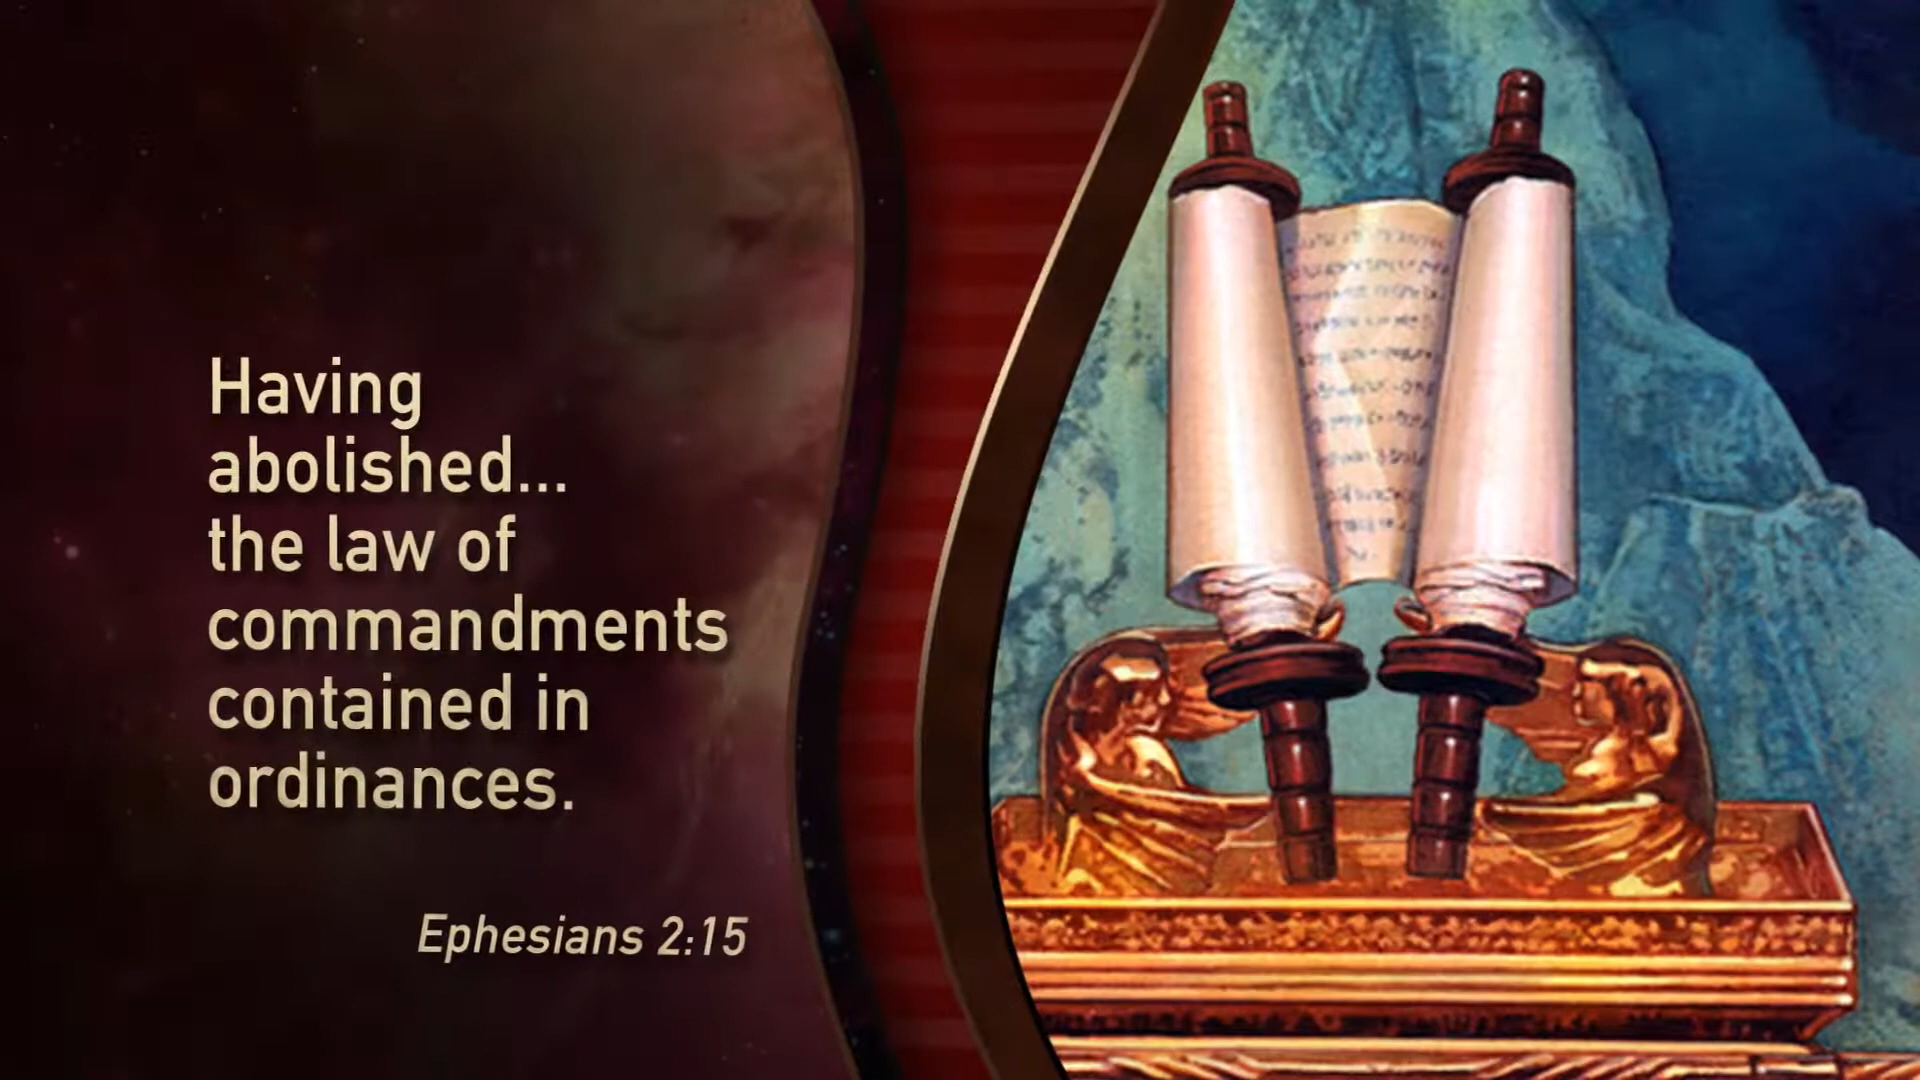 Having
abolished...
the law of
commandments
contained in
ordinances.
Ephesians 2:15